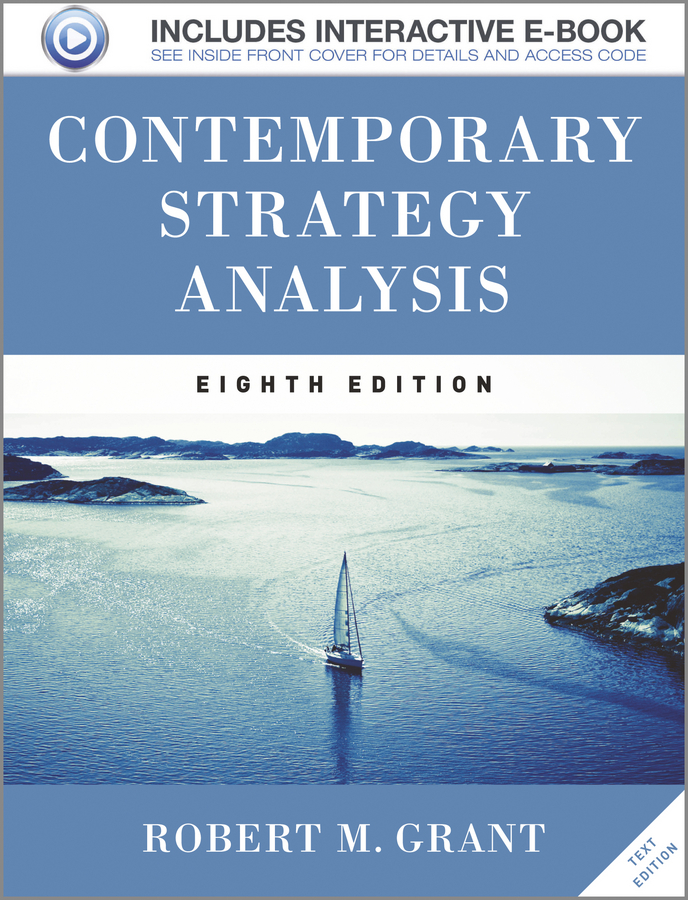 INCLUDES INTERACTIVE E-BOOK
SEE INSIDE FRONT COVER FOR DETAILS AND ACCESS CODE
CONTEMPORARY
STRATEGY
ANALYSIS
EIGHTH EDITION
ROBERT M. GRANT
TEXT
EDITION